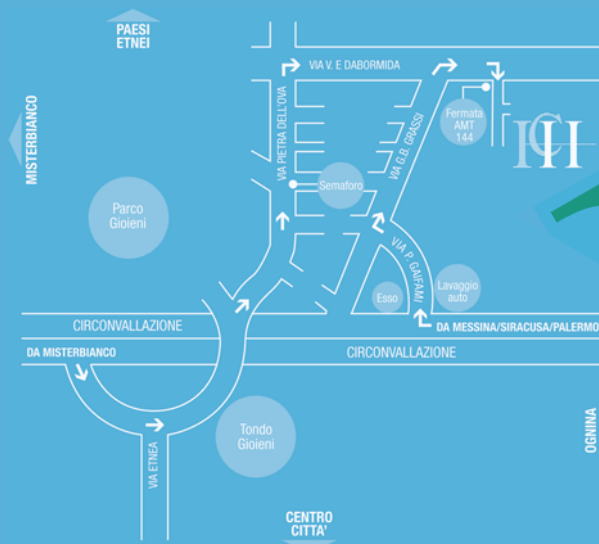 PAESI
ETNEI
VIA V. E DABORMIDA
MISTERBIANCO
VIA PIETRA DELL'OVA
VIA G.B. GRASSI
Fermata
AMT
144
Semaforo
Parco
Gioieni
VIA P. GAIFAMI
Esso
Lavaggio
auto
CIRCONVALLAZIONE
DA MESSINA/SIRACUSA/PALERMO
DA MISTERBIANCO
CIRCONVALLAZIONE
Tondo
Gioieni
VIA ETNEA
OGNINA
CENTRO
CITTA'